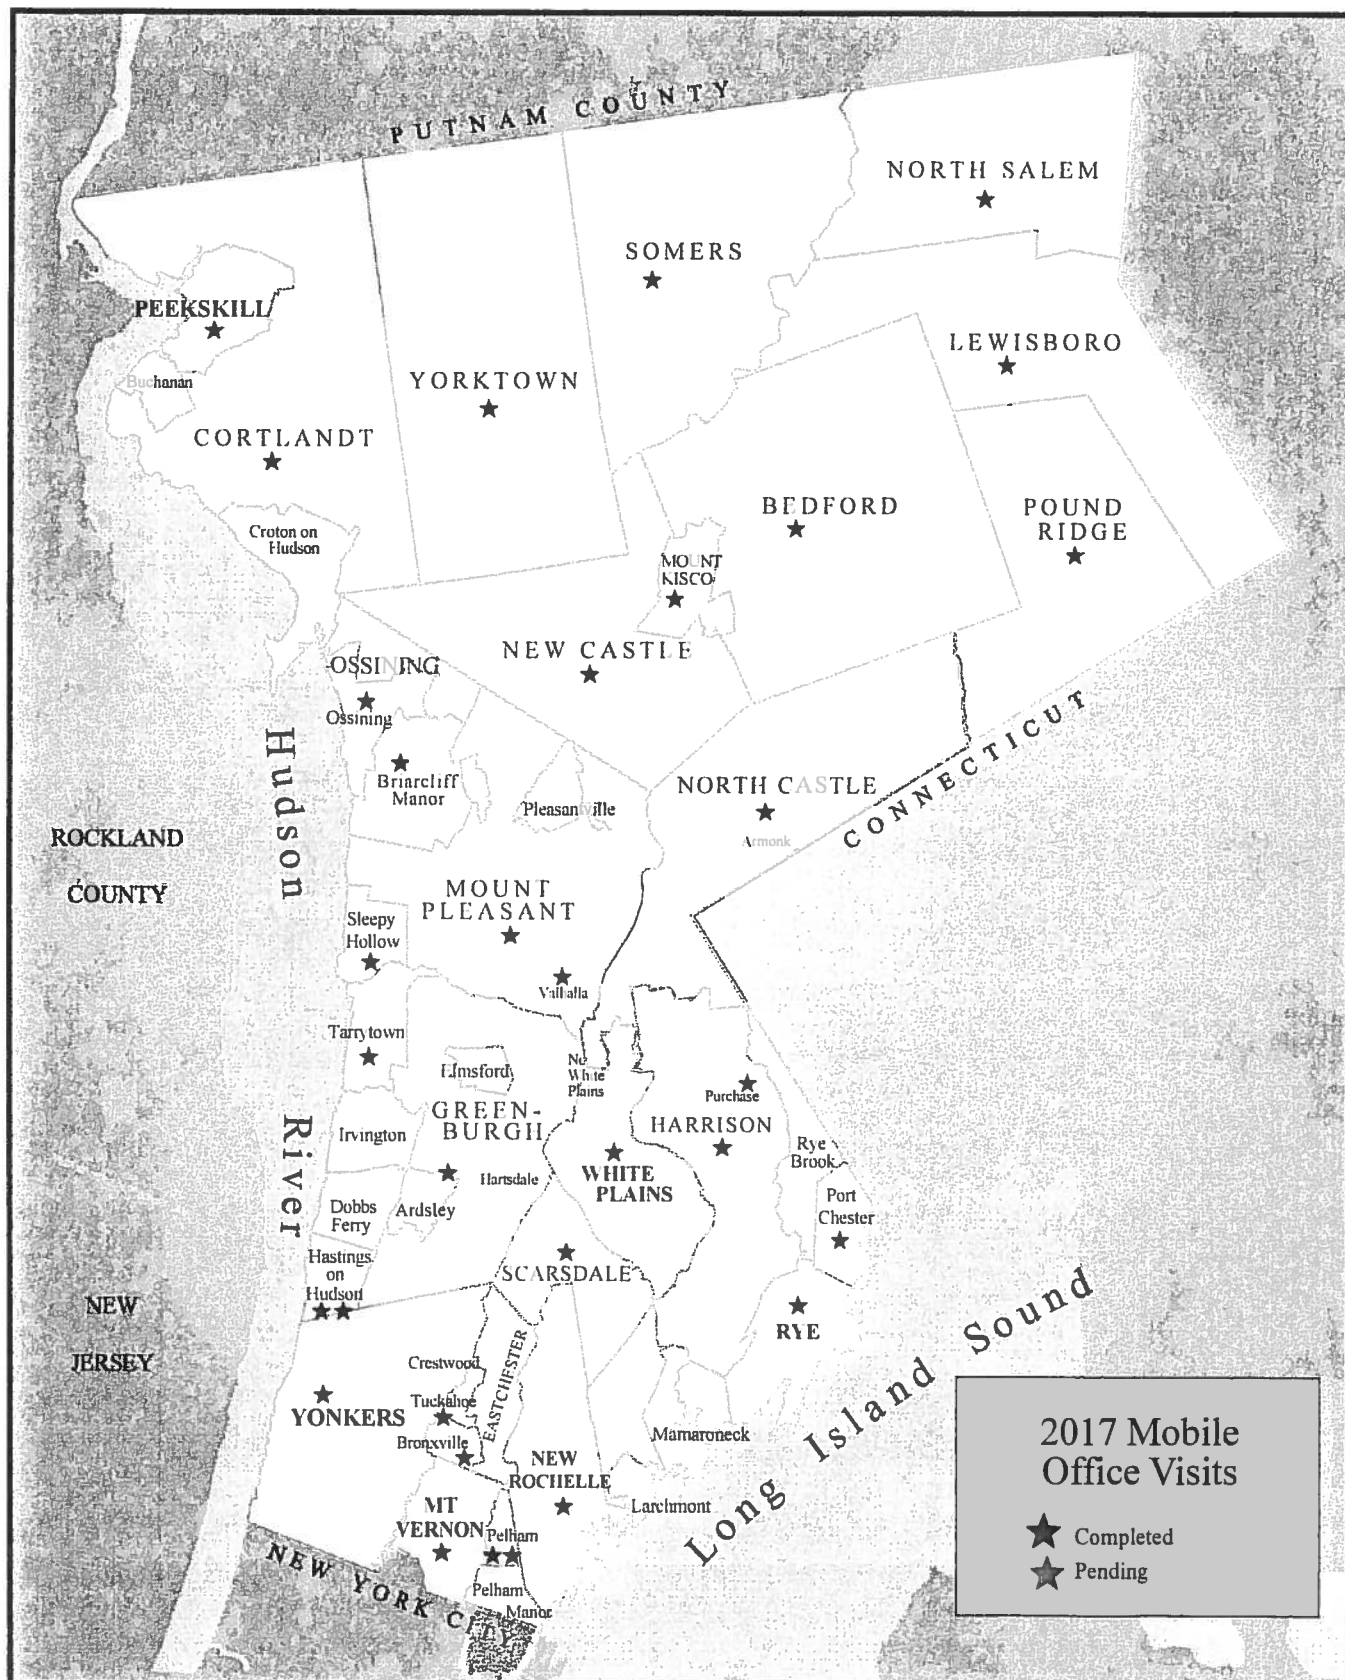 PUTNAM COUNTY
NORTH SALEM
SOMERS
PEEKSKILL
LEWISBORO
Buchanan
YORKTOWN
CORTLANDT
BEDFORD
POUND
RIDGE
Croton on
Hudson
MOUNT
KISCO
NEW CASTLE
OSSINING
Ossining
Hudson
River
Briarcliff
Manor
Pleasantville
NORTH CASTLE
Armonk
CONNECTICUT
ROCKLAND
COUNTY
MOUNT
PLEASANT
Sleepy
Hollow
Valhalla
Tarrytown
Elmsford
No
White
Plains
Purchase
GREEN-
BURGH
HARRISON
Irvington
Rye
Brook
Hartsdale
WHITE
PLAINS
Dobbs
Ferry
Ardsley
Port
Chester
Hastings
on
Hudson
SCARSDALE
NEW
JERSEY
RYE
Long Island Sound
Crestwood
EASTCHESTER
Tuckahoe
YONKERS
Bronxville
Mamaroneck
NEW
ROCHELLE
Larchmont
MT
VERNON
Pelham
Pelham
Manor
NEW YORK CITY
2017 Mobile
Office Visits
Completed
Pending